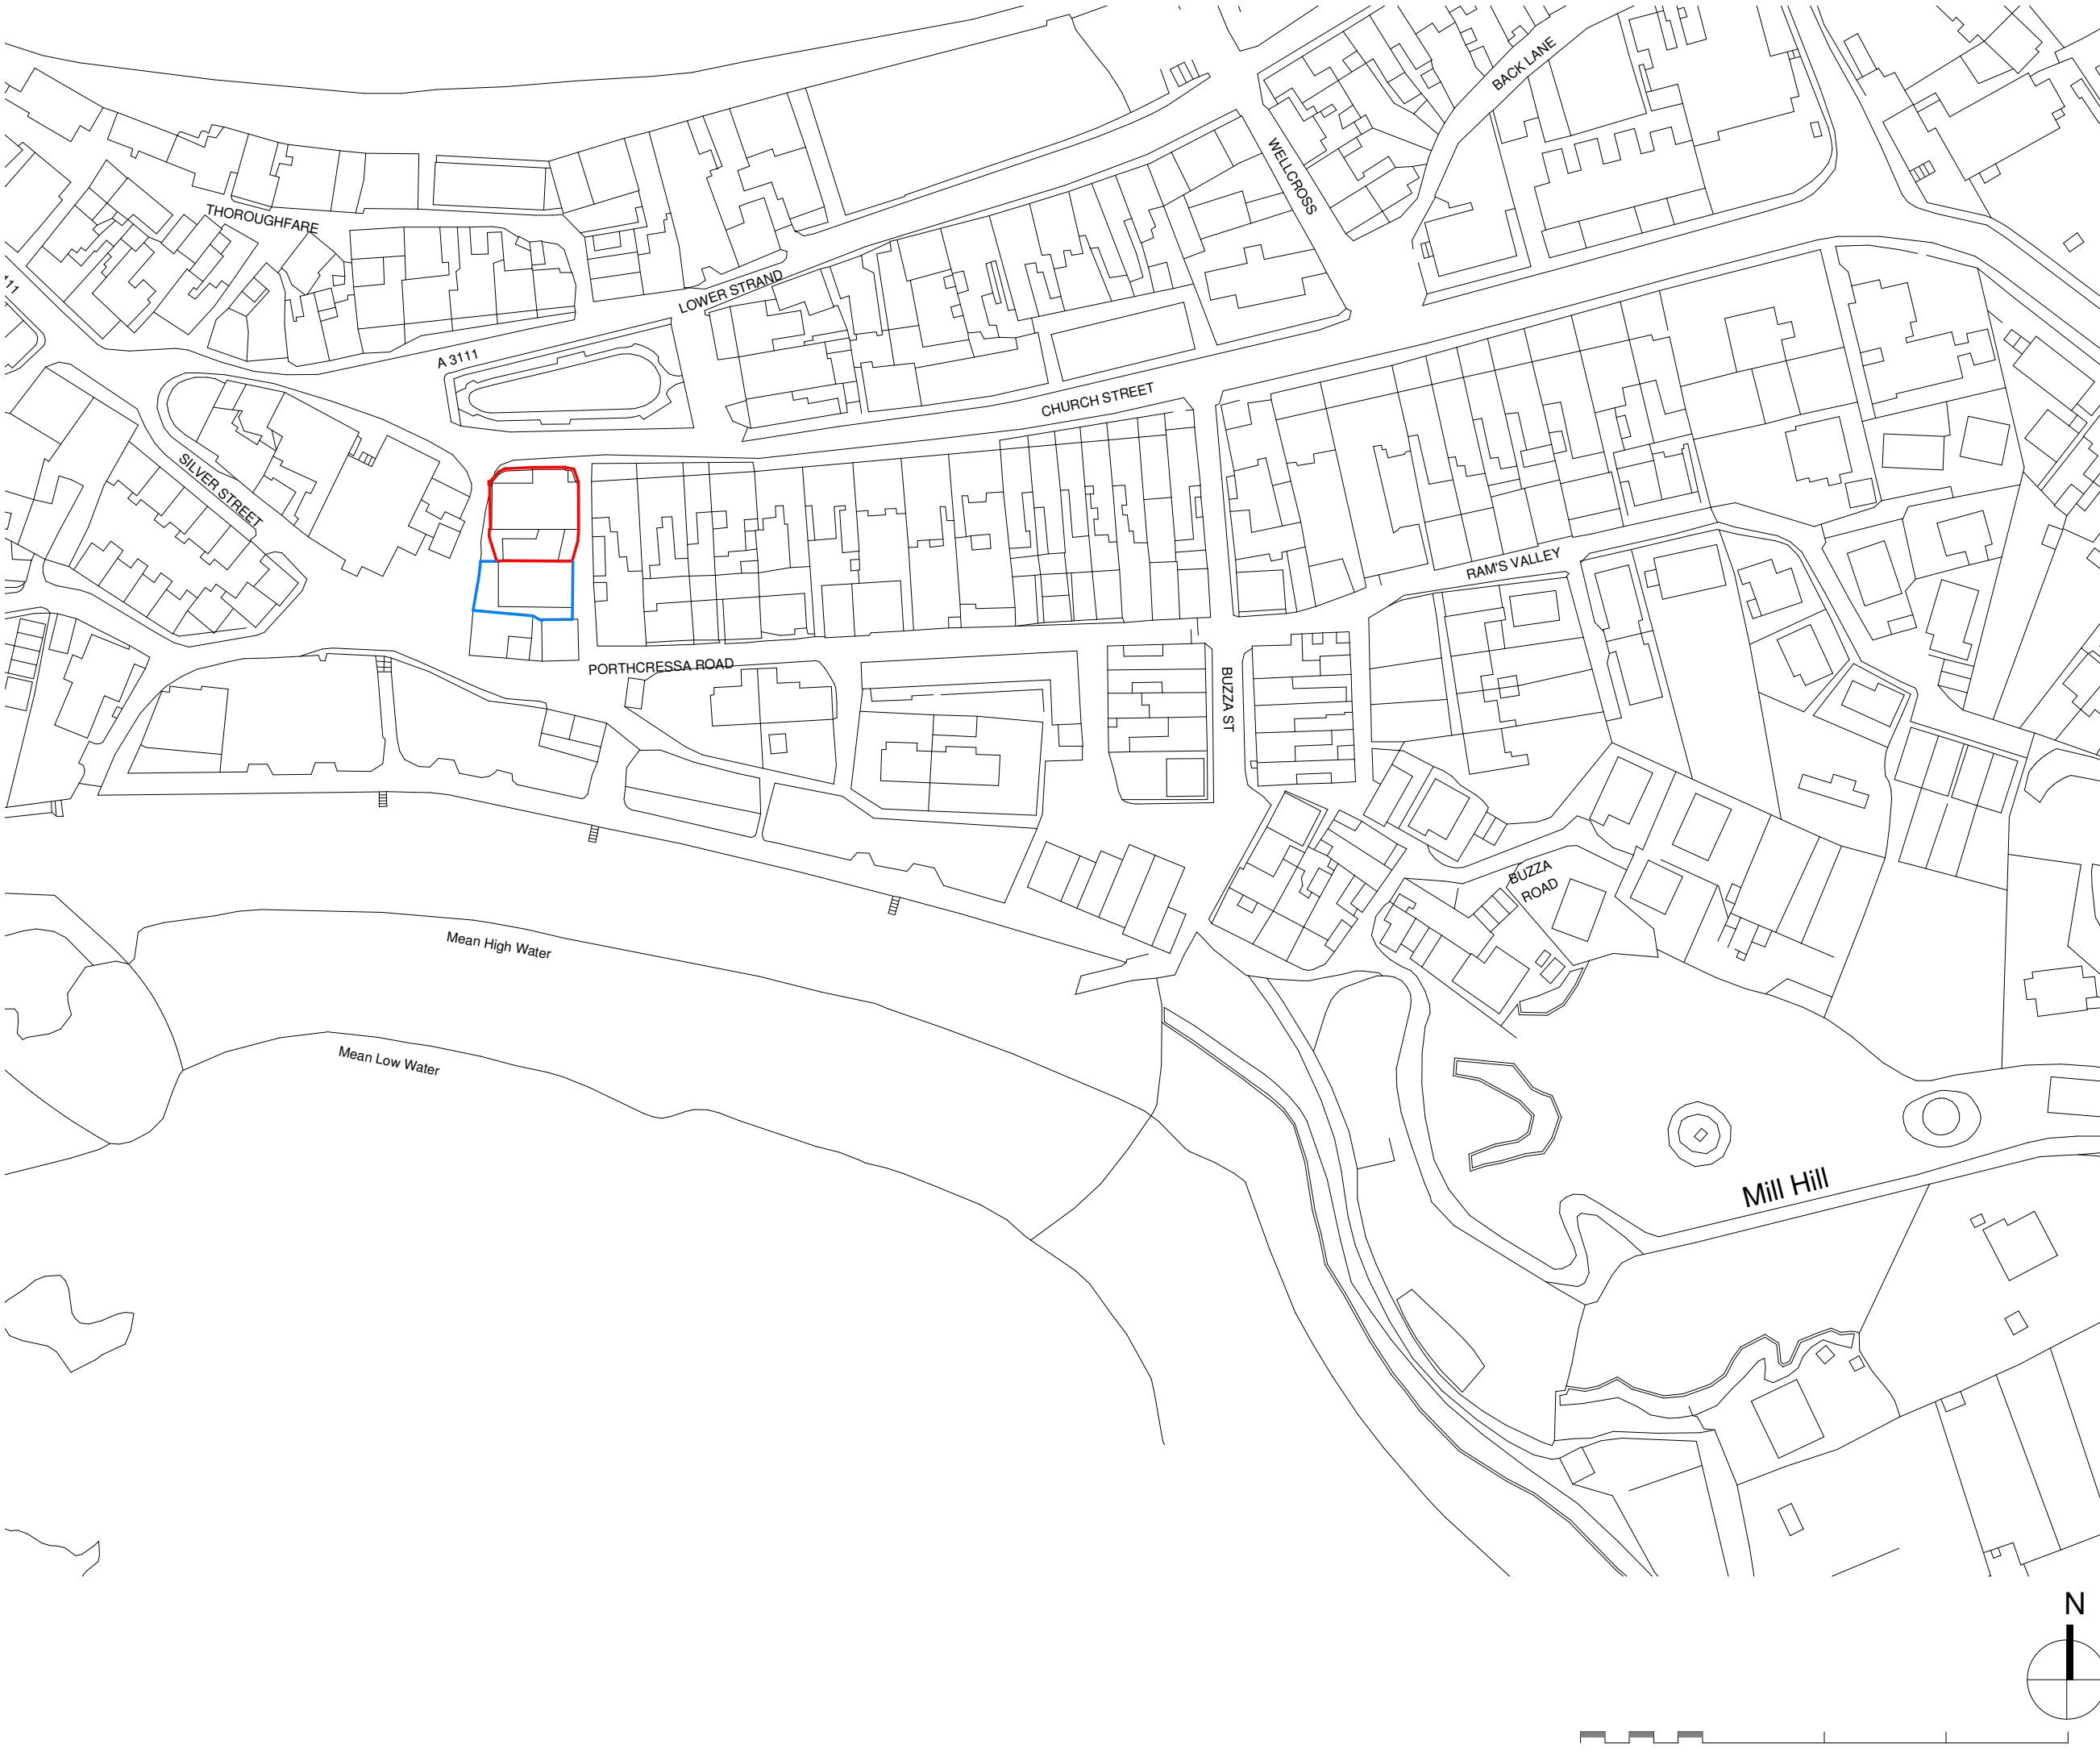 BACK LANE
WELLCROSS
THOROUGHFARE
LOWER STRAND
A 3111
CHURCH STREET
SILVER STREET
RAM'S VALLEY
PORTHCRESSA ROAD
BUZZA ST
BUZZA
ROAD
Mean High Water
Mean Low Water
Mill Hill
N